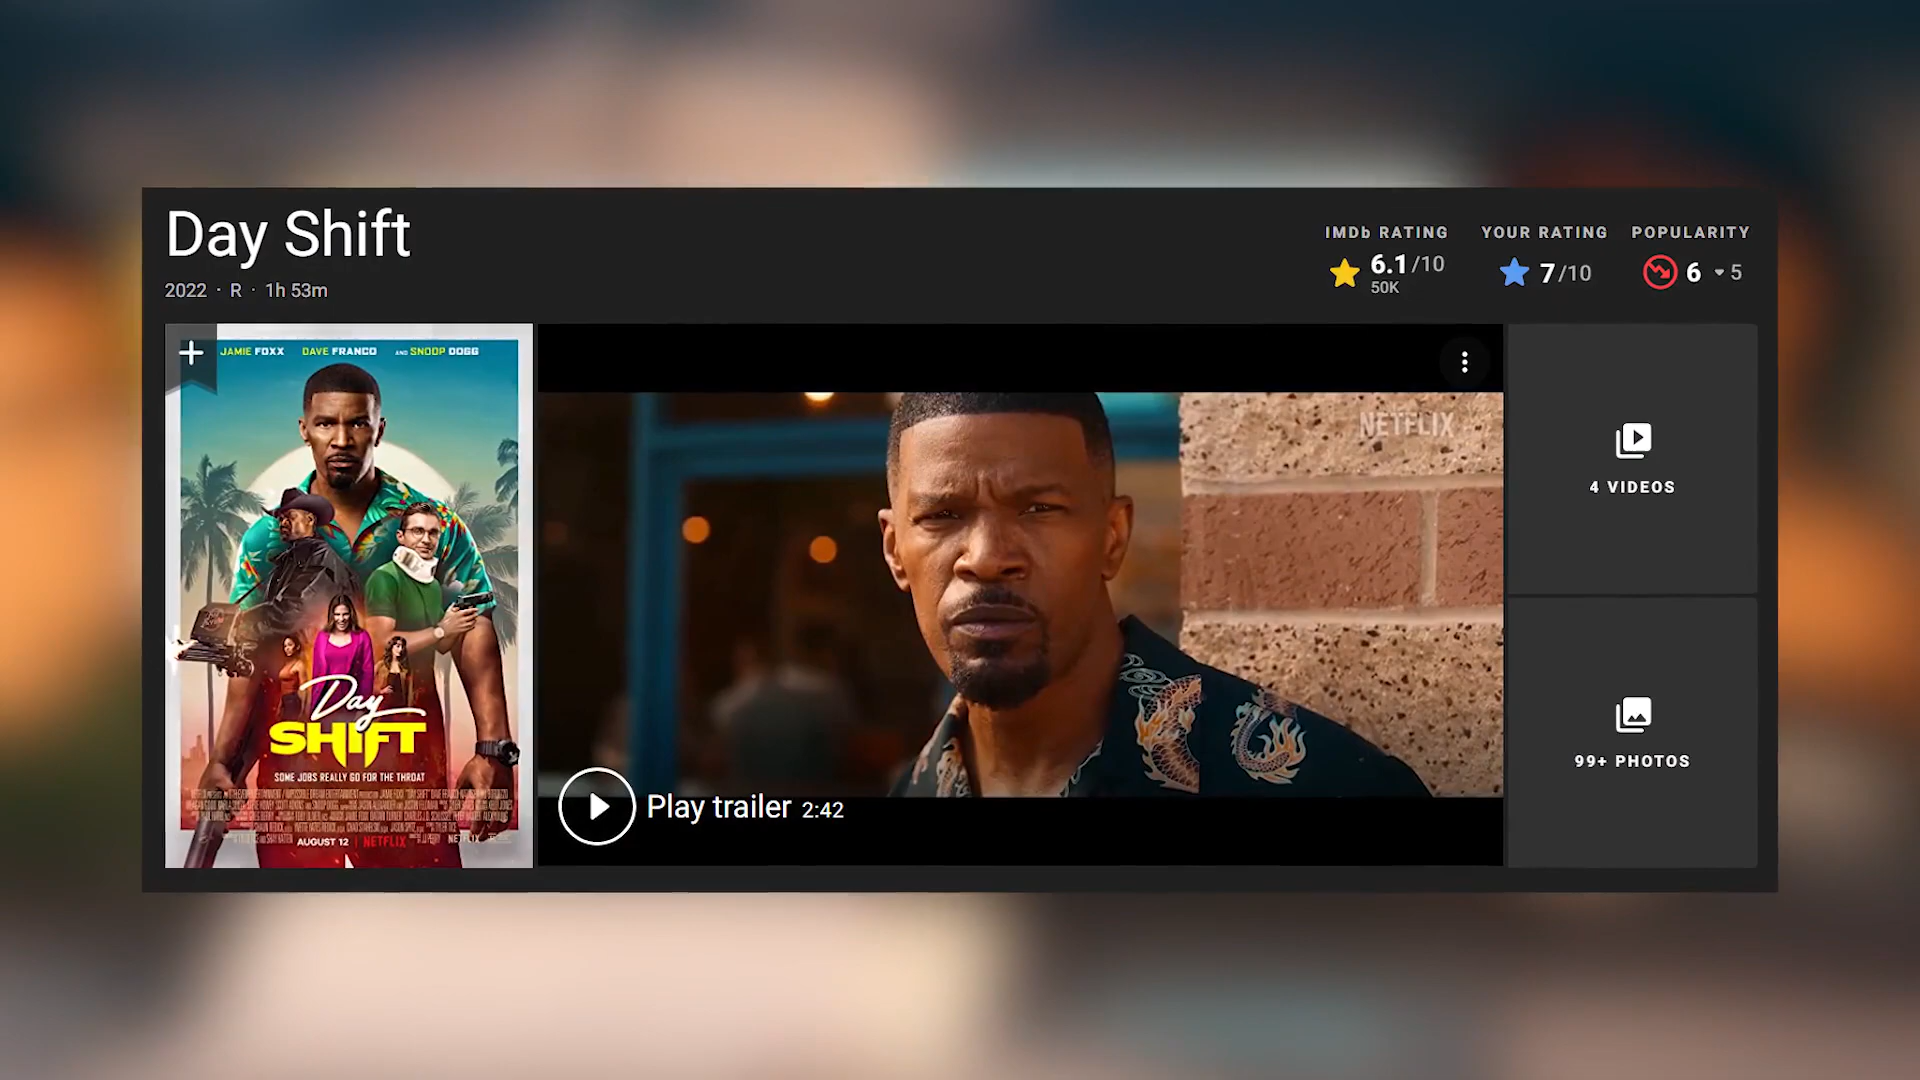 Day Shift
2022 · R · 1h 53m
IMDb RATING
6.1/10
50K
YOUR RATING
7/10
POPULARITY
6 5
JAMIE FOXX DAVE FRANCO AND SNOOP DOGG
Day
SHIFT
SOME JOBS REALLY GO FOR THE THROAT
AUGUST 12 | NETFLIX
NETFLIX
NETFLIX
Play trailer 2:42
4 VIDEOS
99+ PHOTOS